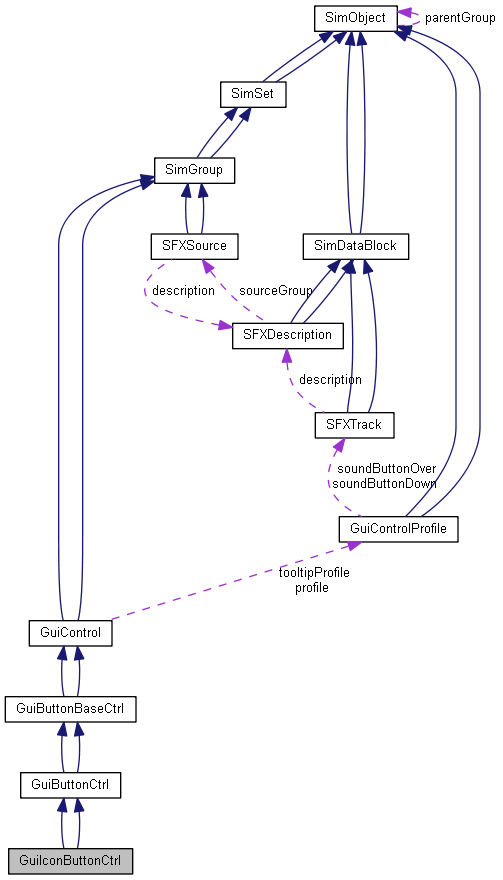 SimObject
parentGroup
SimSet
SimGroup
SFXSource
SimDataBlock
description
sourceGroup
SFXDescription
description
SFXTrack
soundButtonOver
soundButtonDown
GuiControlProfile
tooltipProfile
profile
GuiControl
GuiButtonBaseCtrl
GuiButtonCtrl
GuiIconButtonCtrl